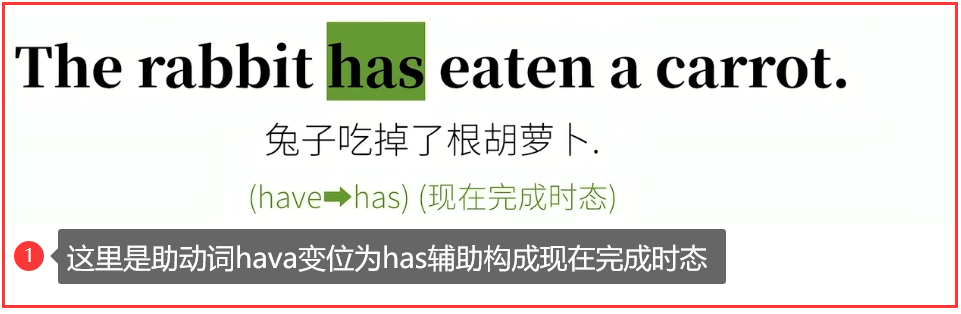 The rabbit has eaten a carrot.
兔子吃掉了根胡萝卜.
(have➡has) (现在完成时态)
1 这里是助动词hava变位为has辅助构成现在完成时态